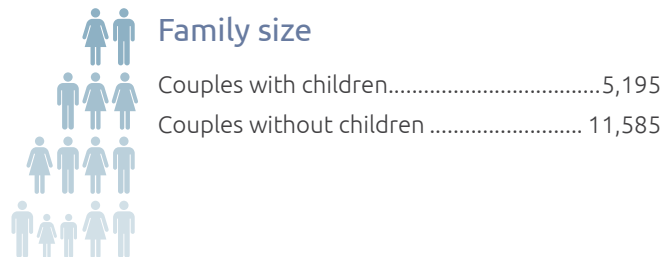 Family size
Couples with children..................................5,195
Couples without children ......................... 11,585